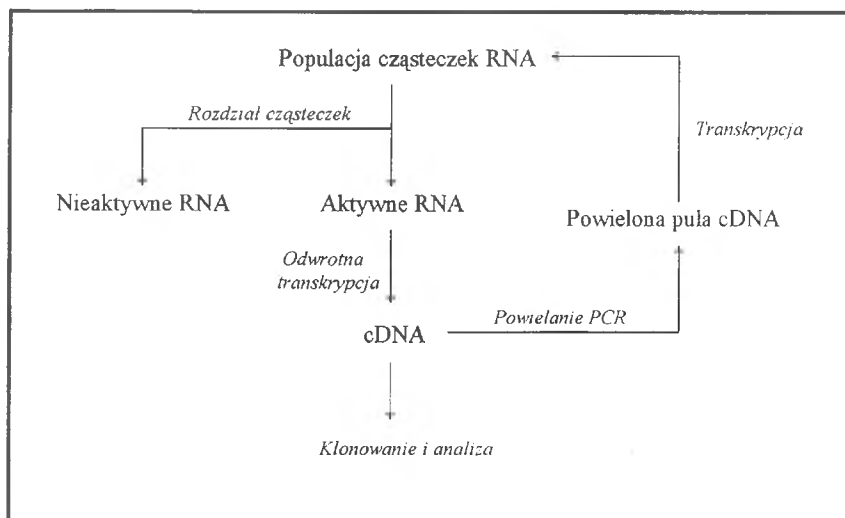 Populacja cząsteczek RNA
Rozdział cząsteczek
Transkrypcja
Nieaktywne RNA
Aktywne RNA
Powielona pula cDNA
Odwrotna
transkrypcja
Powielanie PCR
cDNA
Klonowanie i analiza